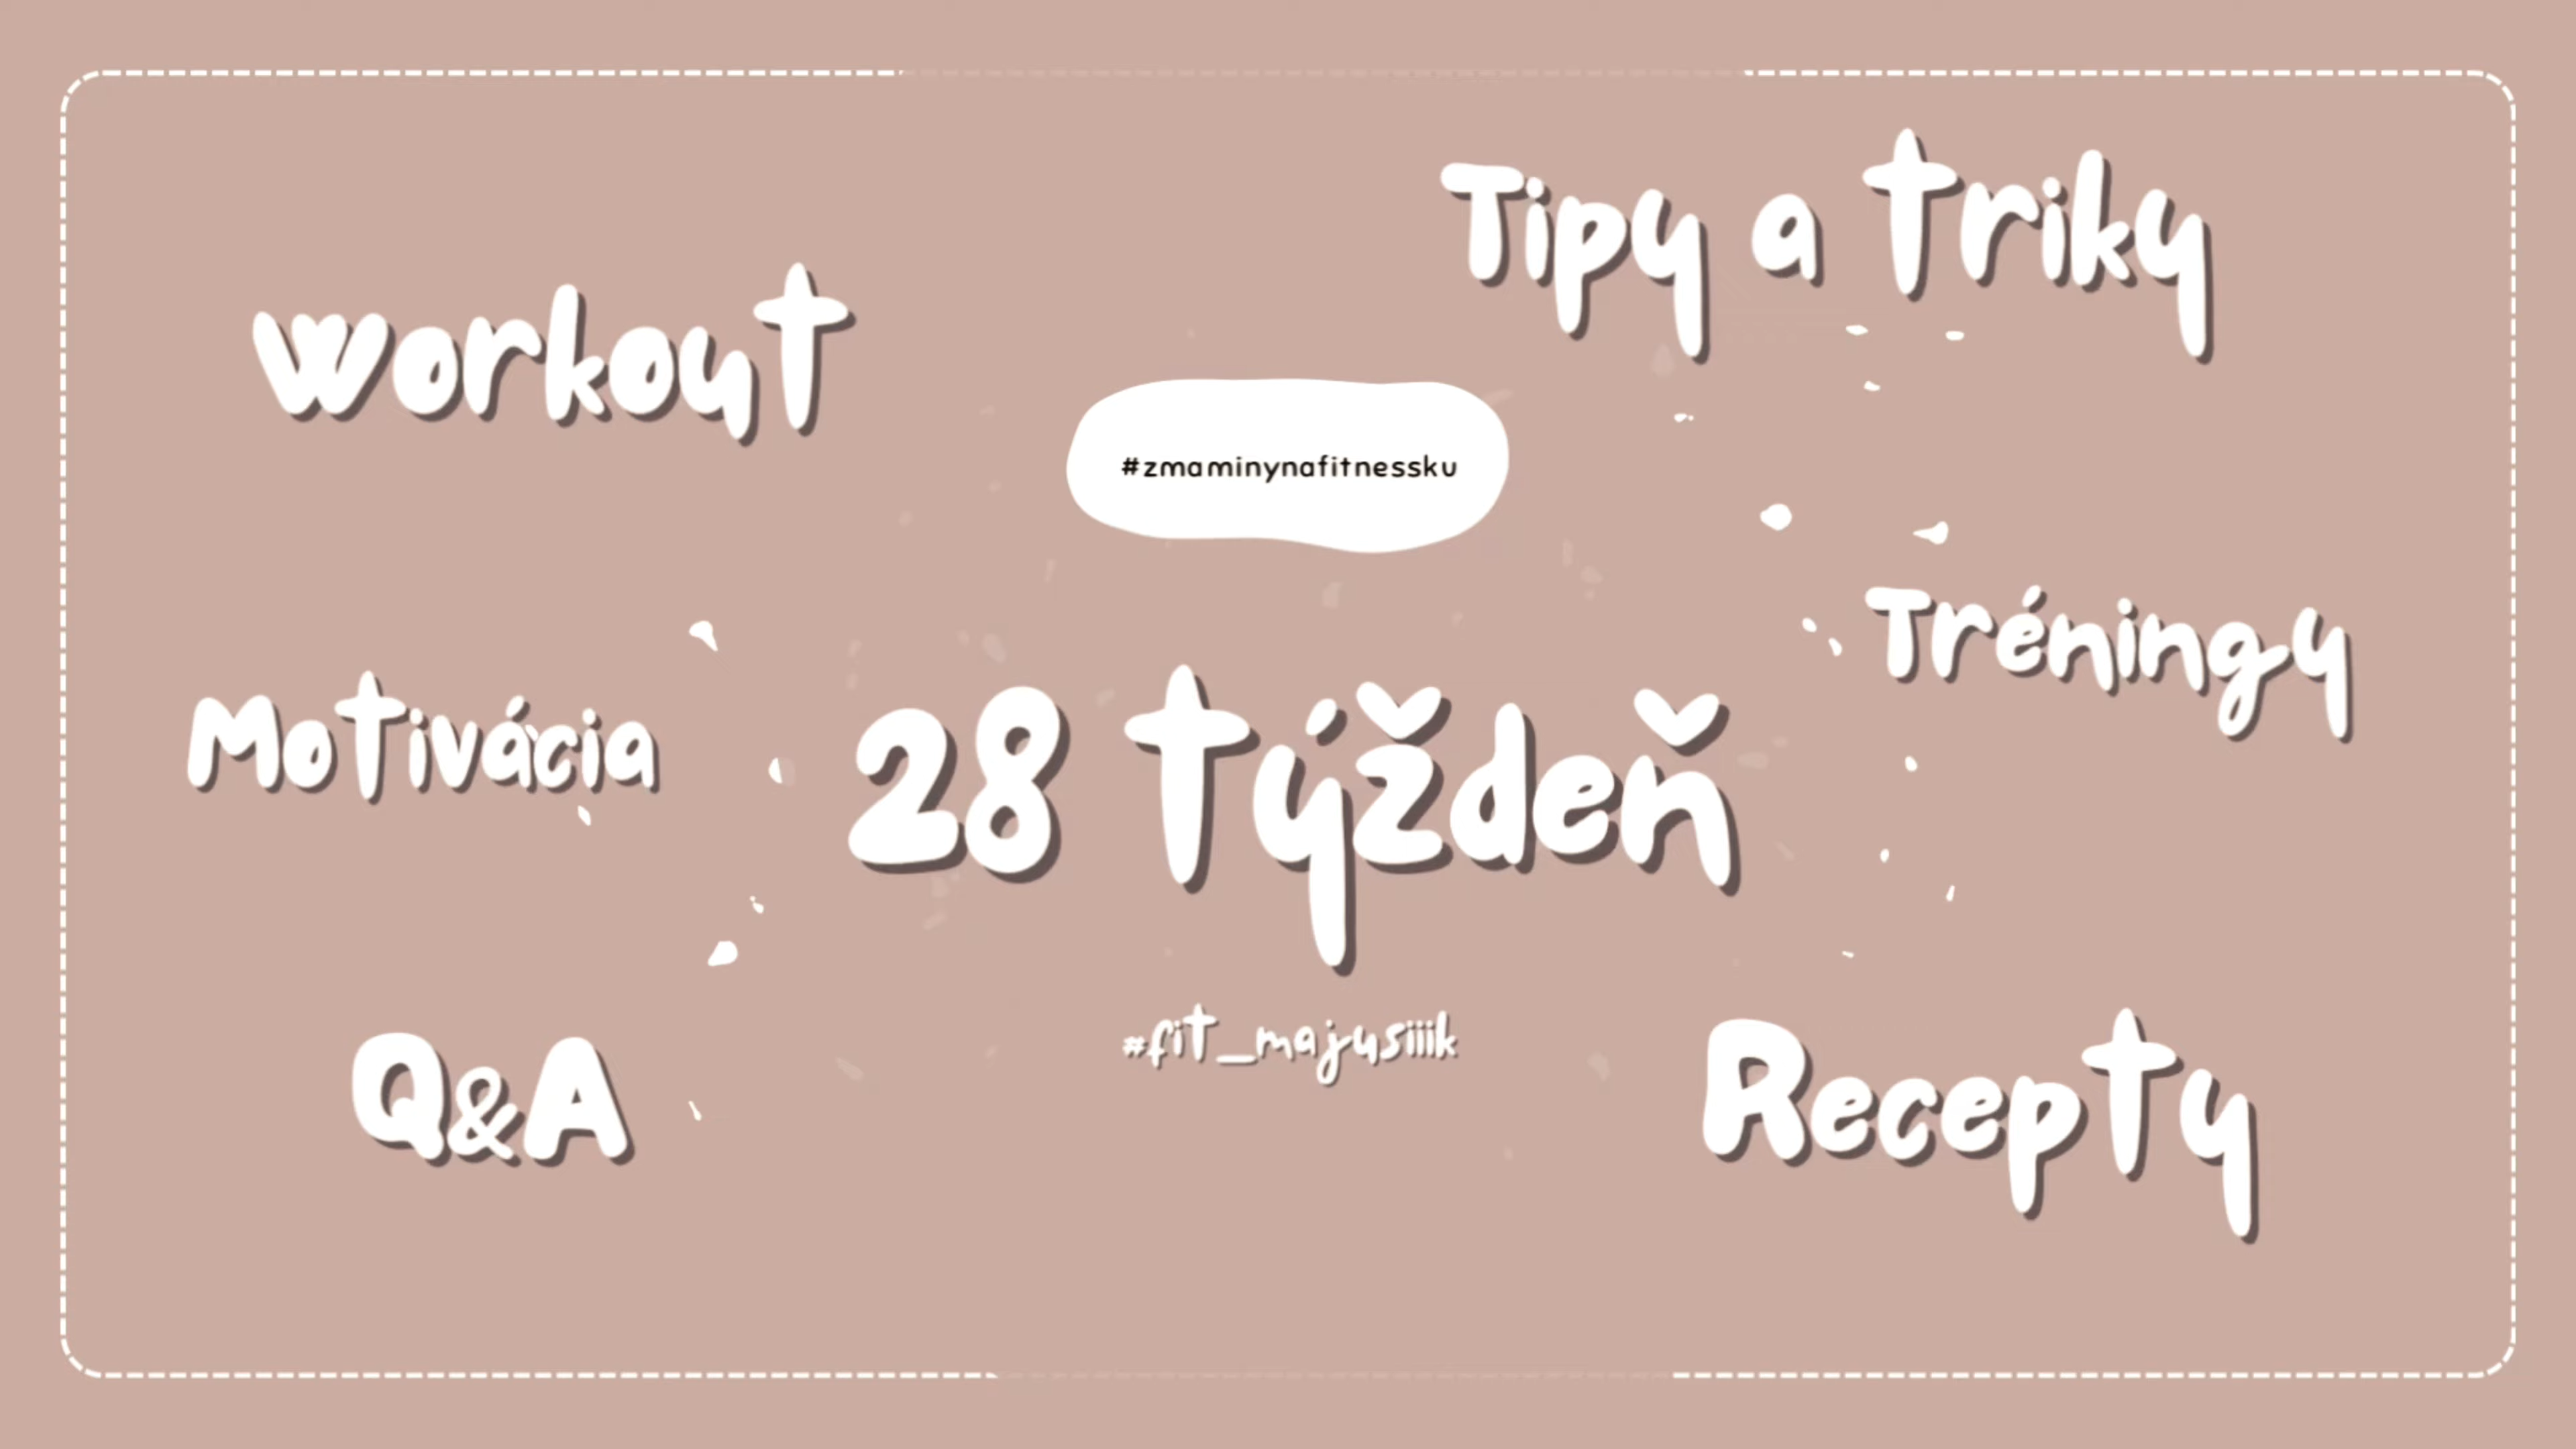 Tipy a triky
workout
#zmaminynafitnessku
Tréningy
Motivácia
28 týždeň
#fit_majusiiik
Q&A
Recepty